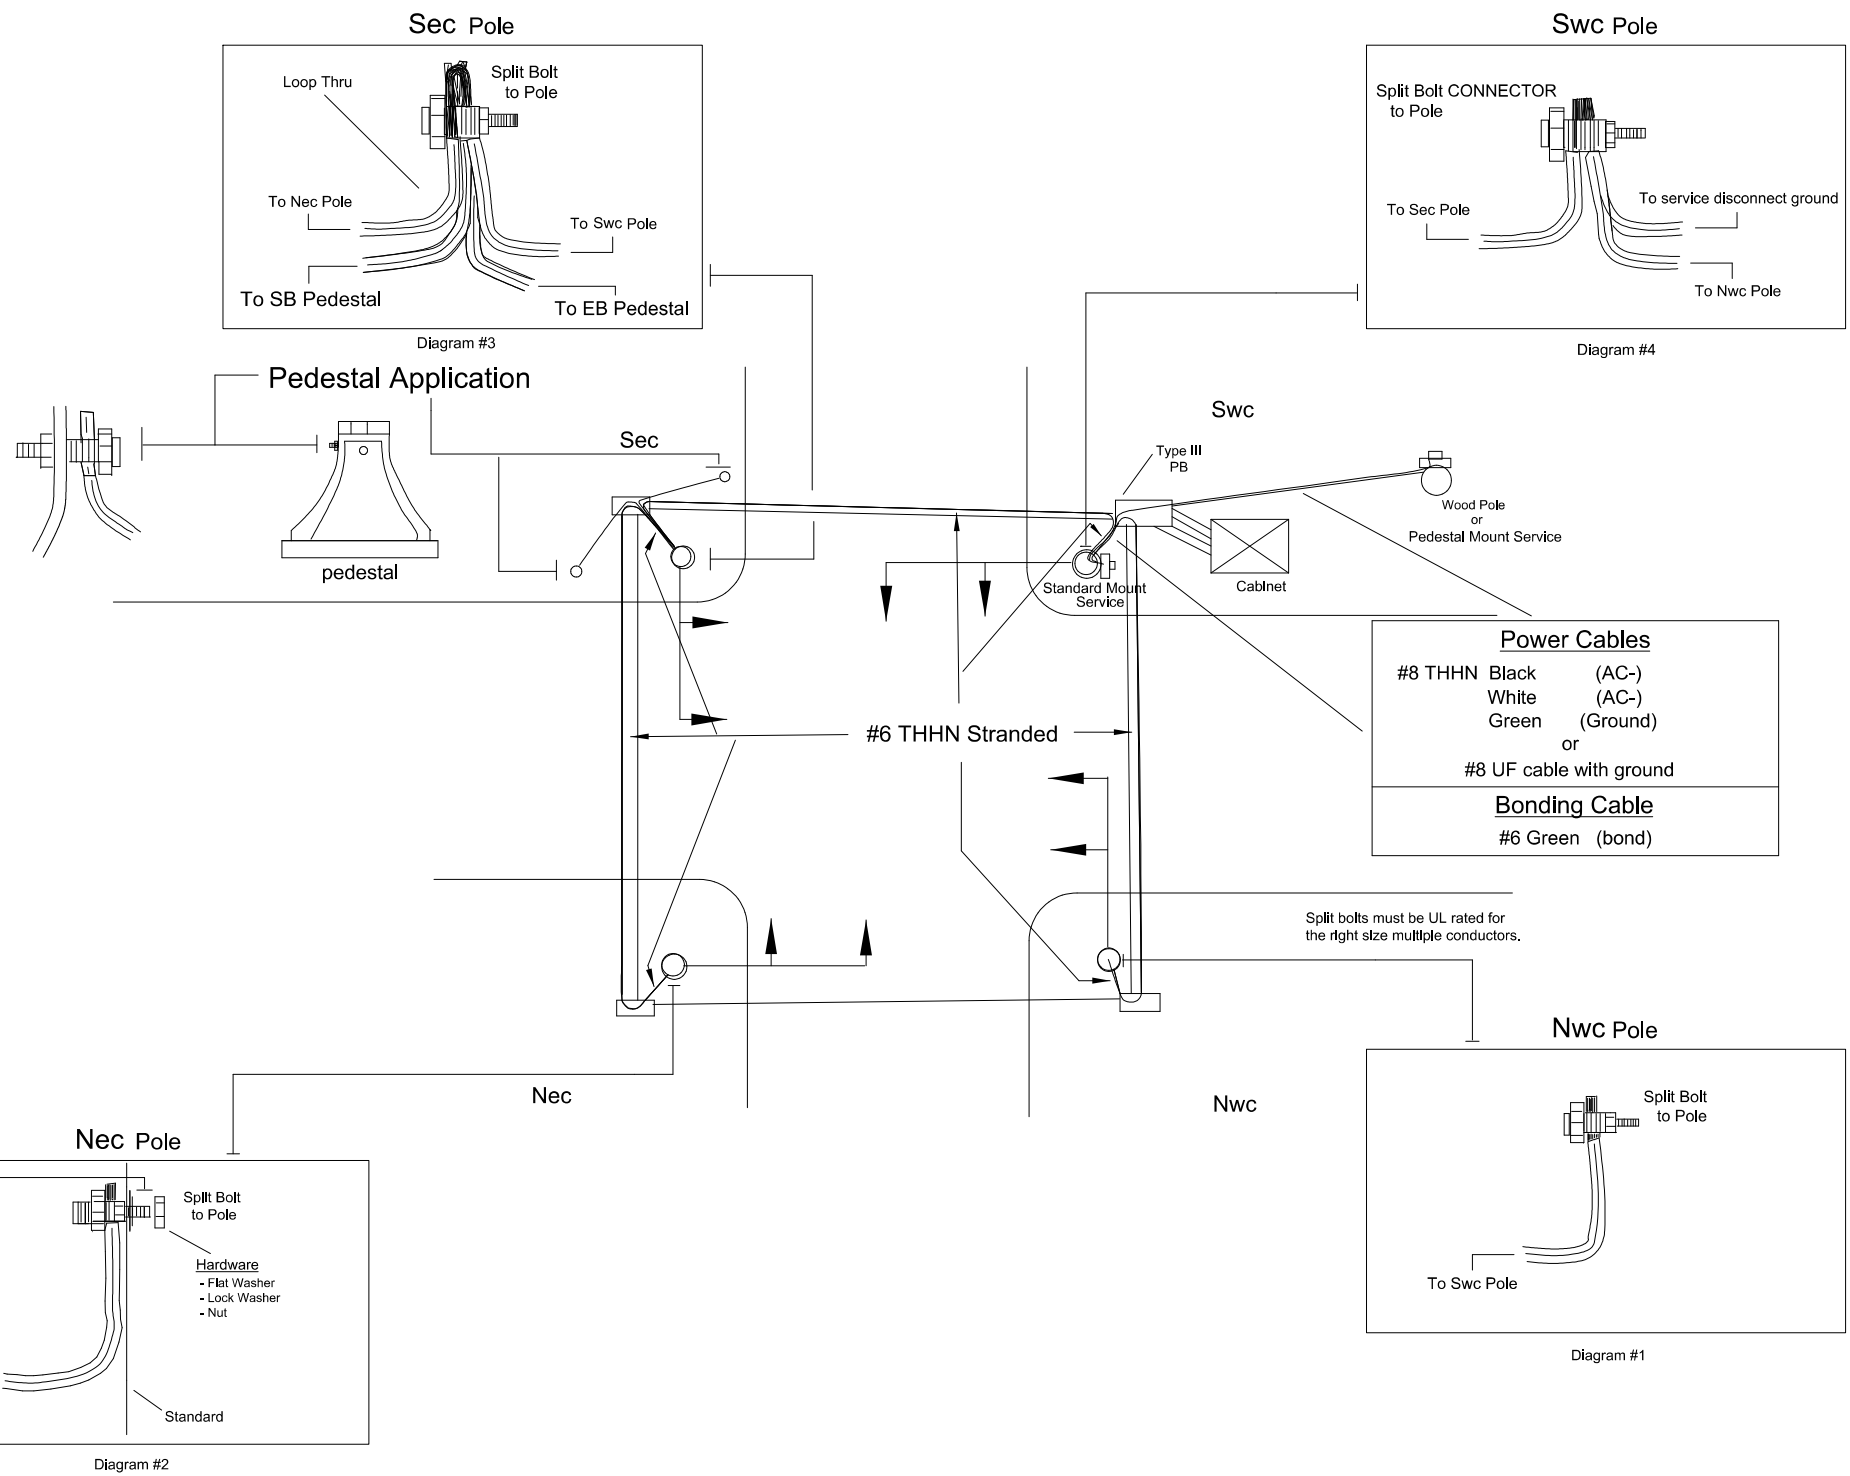 Sec Pole
Swc Pole
Loop Thru
Split Bolt
to Pole
To Nec Pole
To Swc Pole
To SB Pedestal
To EB Pedestal
Diagram #3
Split Bolt CONNECTOR
to Pole
To Sec Pole
To service disconnect ground
To Nwc Pole
Diagram #4
Pedestal Application
pedestal
Sec
Swc
Type III
PB
Wood Pole
or
Pedestal Mount Service
Cabinet
Standard Mount
Service
Power Cables
#8 THHN Black (AC-)
White (AC-)
Green (Ground)
or
#8 UF cable with ground
Bonding Cable
#6 Green (bond)
#6 THHN Stranded
Split bolts must be UL rated for
the right size multiple conductors.
Nec
Nwc
Nwc Pole
Split Bolt
to Pole
To Swc Pole
Diagram #1
Nec Pole
Split Bolt
to Pole
Hardware
- Flat Washer
- Lock Washer
- Nut
Standard
Diagram #2